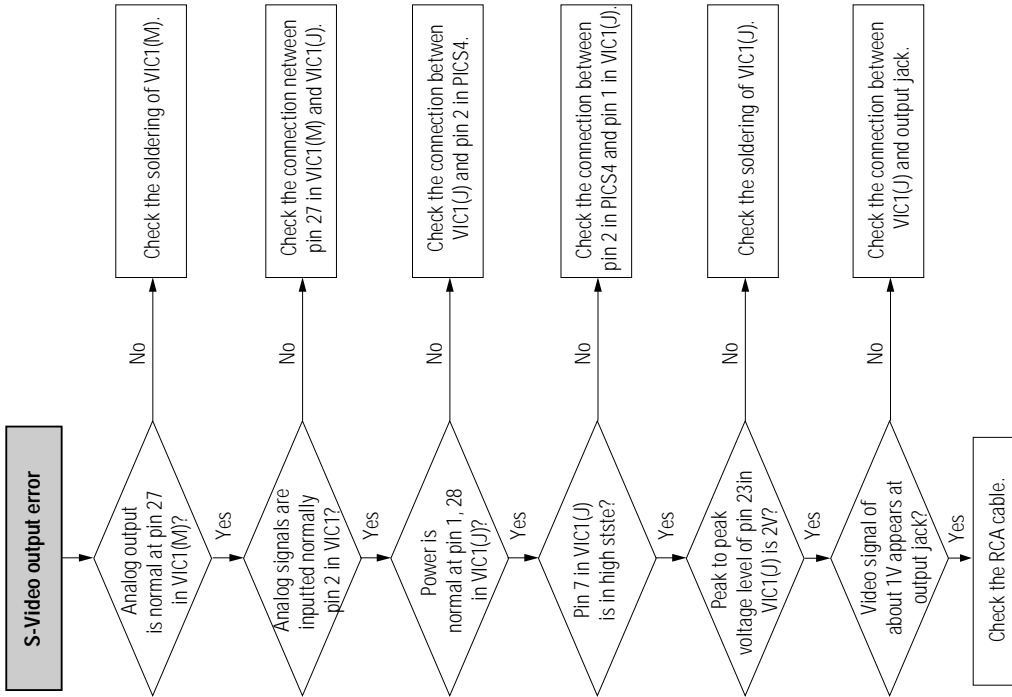 S-Video output error
Analog output
is normal at pin 27
in VIC1(M)?
No
Check the soldering of VIC1(M).
Yes
Analog signals are
inputted normally
pin 2 in VIC1?
No
Check the connection netween
pin 27 in VIC1(M) and VIC1(J).
Yes
Power is
normal at pin 1, 28
in VIC1(J)?
No
Check the connection between
VIC1(J) and pin 2 in PICS4.
Yes
Pin 7 in VIC1(J)
is in high stste?
No
Check the connection between
pin 2 in PICS4 and pin 1 in VIC1(J).
Yes
Peak to peak
voltage level of pin 23in
VIC1(J) is 2V?
No
Check the soldering of VIC1(J).
Yes
Video signal of
about 1V appears at
output jack?
No
Check the connection between
VIC1(J) and output jack.
Yes
Check the RCA cable.